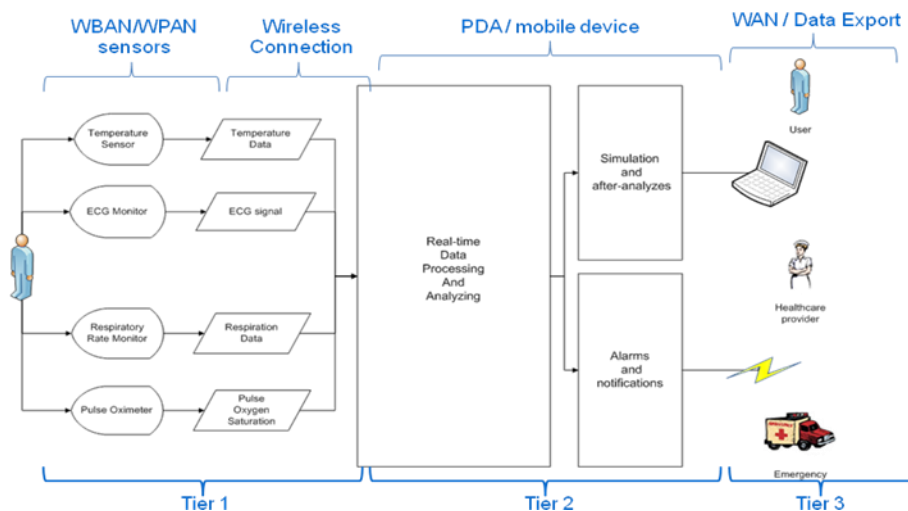 WBAN/WPAN
sensors
Wireless
Connection
PDA / mobile device
WAN / Data Export
Temperature
Sensor
Temperature
Data
ECG Monitor
ECG signal
Respiratory
Rate Monitor
Respiration
Data
Pulse Oximeter
Pulse
Oxygen
Saturation
Real-time
Data
Processing
And
Analyzing
Simulation
and
after-analyzes
Alarms
and
notifications
User
Healthcare
provider
Emergency
Tier 1
Tier 2
Tier 3